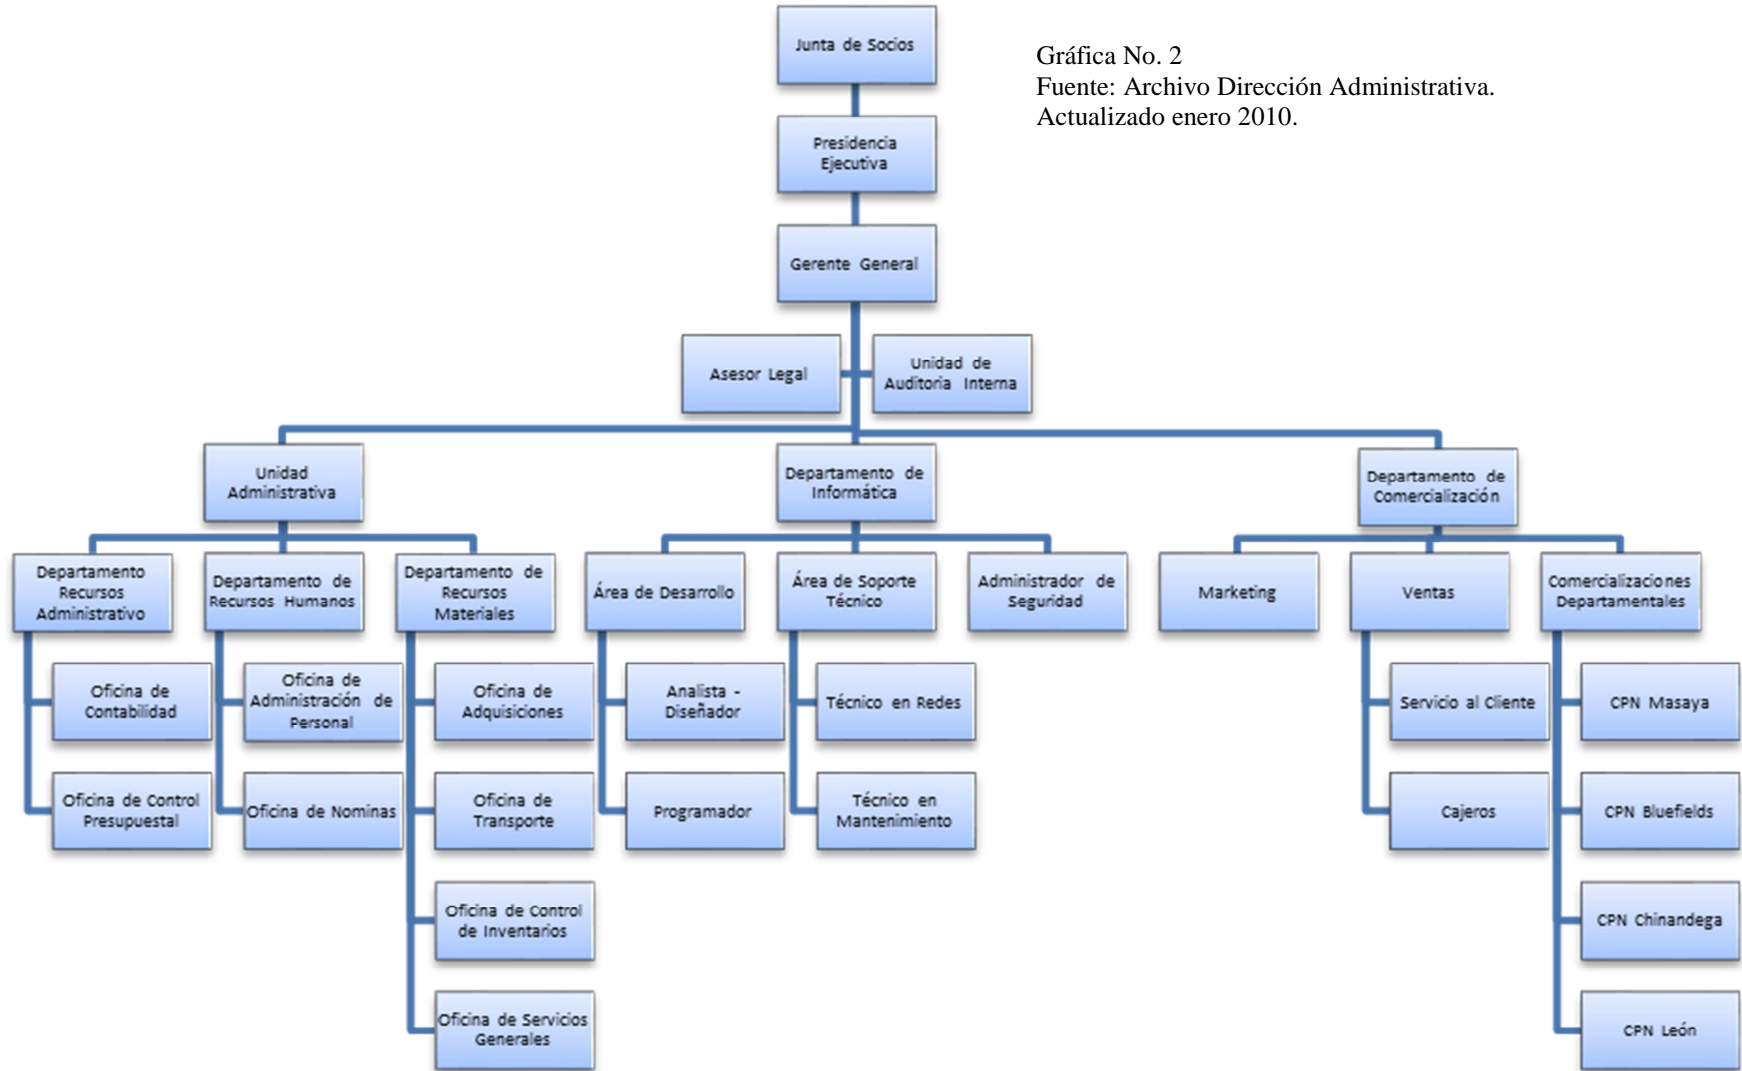 Junta de Socios
Gráfica No. 2
Fuente: Archivo Dirección Administrativa.
Actualizado enero 2010.
Presidencia
Ejecutiva
Gerente General
Asesor Legal
Unidad de
Auditoria Interna
Unidad
Administrativa
Departamento de
Informática
Departamento de
Comercialización
Departamento
Recursos
Administrativo
Departamento de
Recursos Humanos
Departamento de
Recursos
Materiales
Área de Desarrollo
Área de Soporte
Técnico
Administrador de
Seguridad
Marketing
Ventas
Comercializaciones
Departamentales
Oficina de
Contabilidad
Oficina de
Administración de
Personal
Oficina de
Adquisiciones
Analista -
Diseñador
Técnico en Redes
Servicio al Cliente
CPN Masaya
Oficina de Control
Presupuestal
Oficina de Nominas
Oficina de
Transporte
Programador
Técnico en
Mantenimiento
Cajeros
CPN Bluefields
Oficina de Control
de Inventarios
CPN Chinandega
Oficina de Servicios
Generales
CPN León